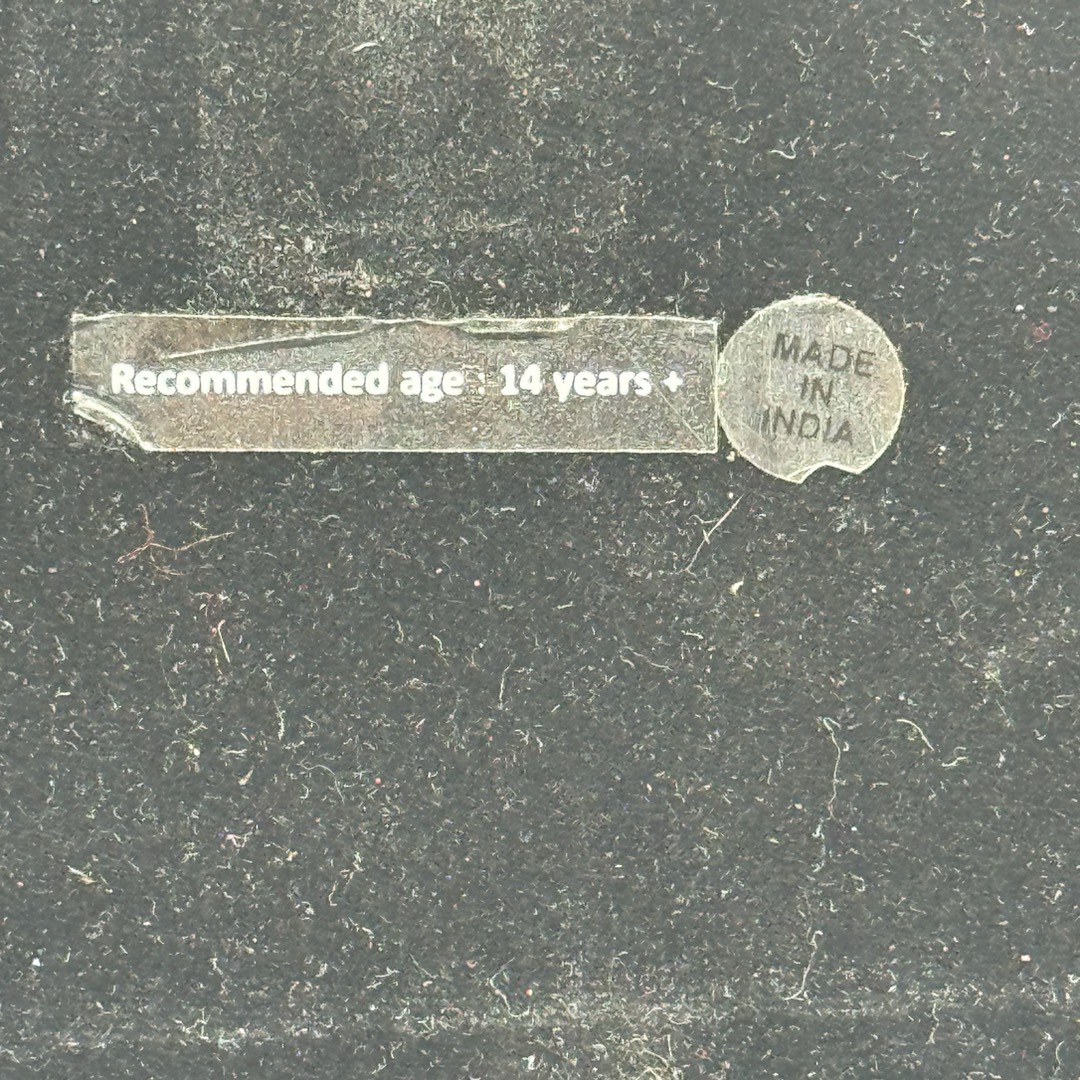 Recommended age : 14 years +
MADE
IN
INDIA